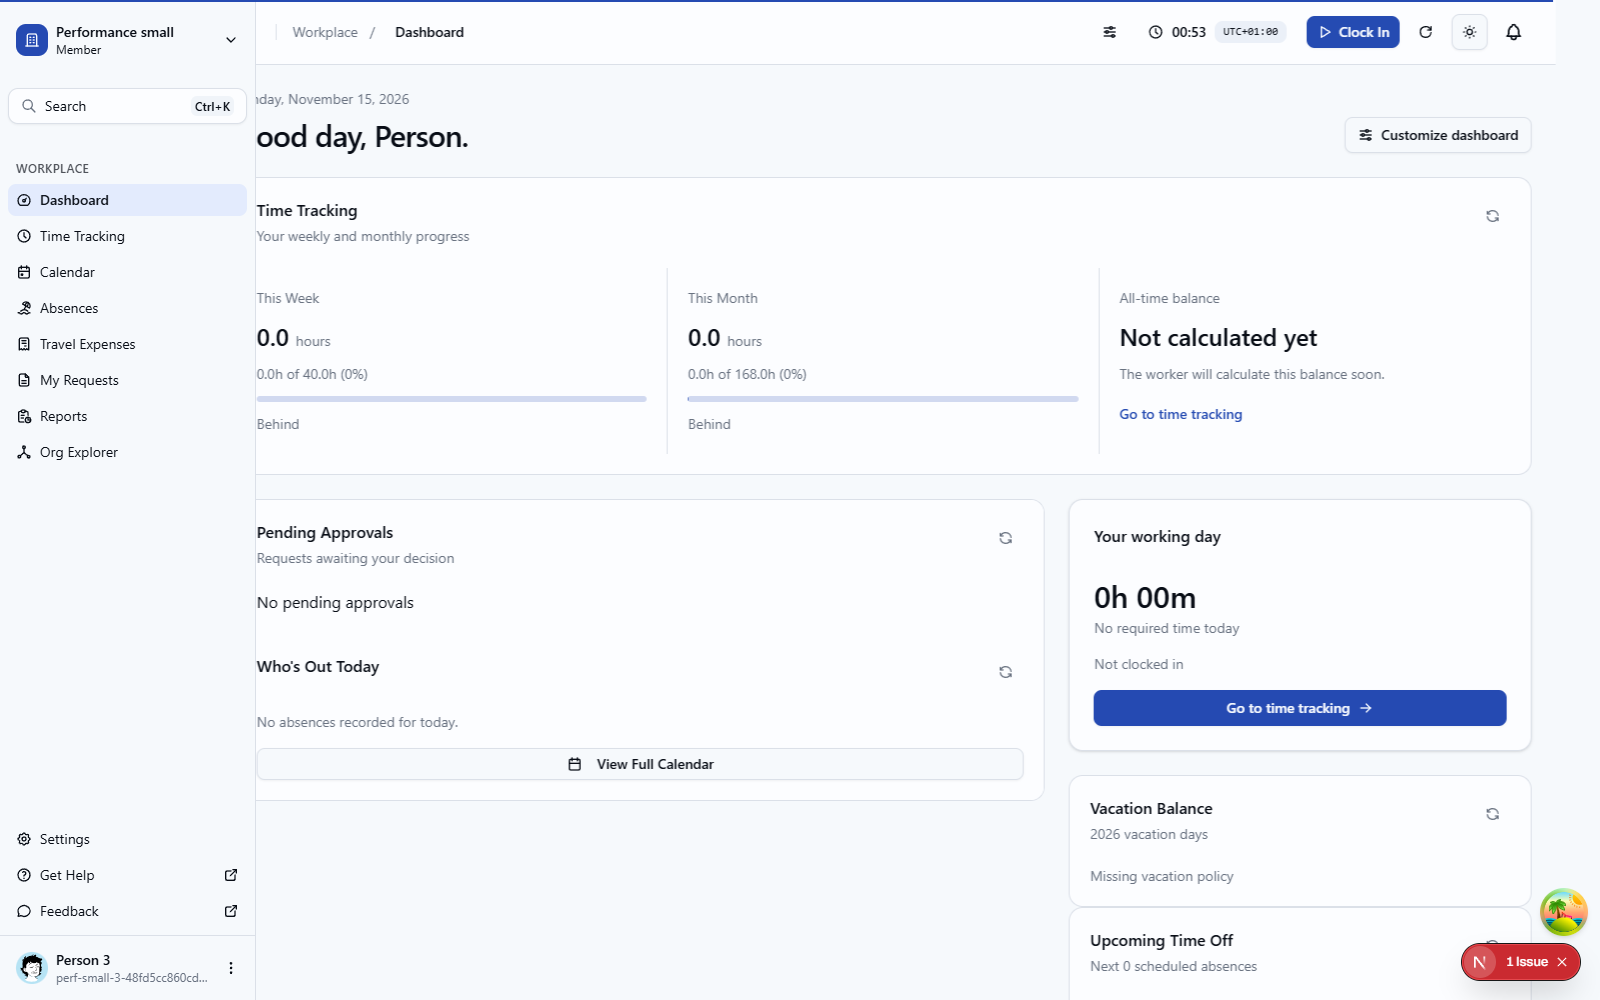 Performance small
Member
Search
Ctrl+K
WORKPLACE
Dashboard
Time Tracking
Calendar
Absences
Travel Expenses
My Requests
Reports
Org Explorer
Settings
Get Help
Feedback
Person 3
perf-small-3-48fd5cc860cd...
Workplace / Dashboard
00:53 UTC+01:00
Clock In
nday, November 15, 2026
ood day, Person.
Customize dashboard
Time Tracking
Your weekly and monthly progress
This Week
0.0 hours
0.0h of 40.0h (0%)
Behind
This Month
0.0 hours
0.0h of 168.0h (0%)
Behind
All-time balance
Not calculated yet
The worker will calculate this balance soon.
Go to time tracking
Pending Approvals
Requests awaiting your decision
No pending approvals
Who's Out Today
No absences recorded for today.
View Full Calendar
Your working day
0h 00m
No required time today
Not clocked in
Go to time tracking
Vacation Balance
2026 vacation days
Missing vacation policy
Upcoming Time Off
Next 0 scheduled absences
N 1 Issue